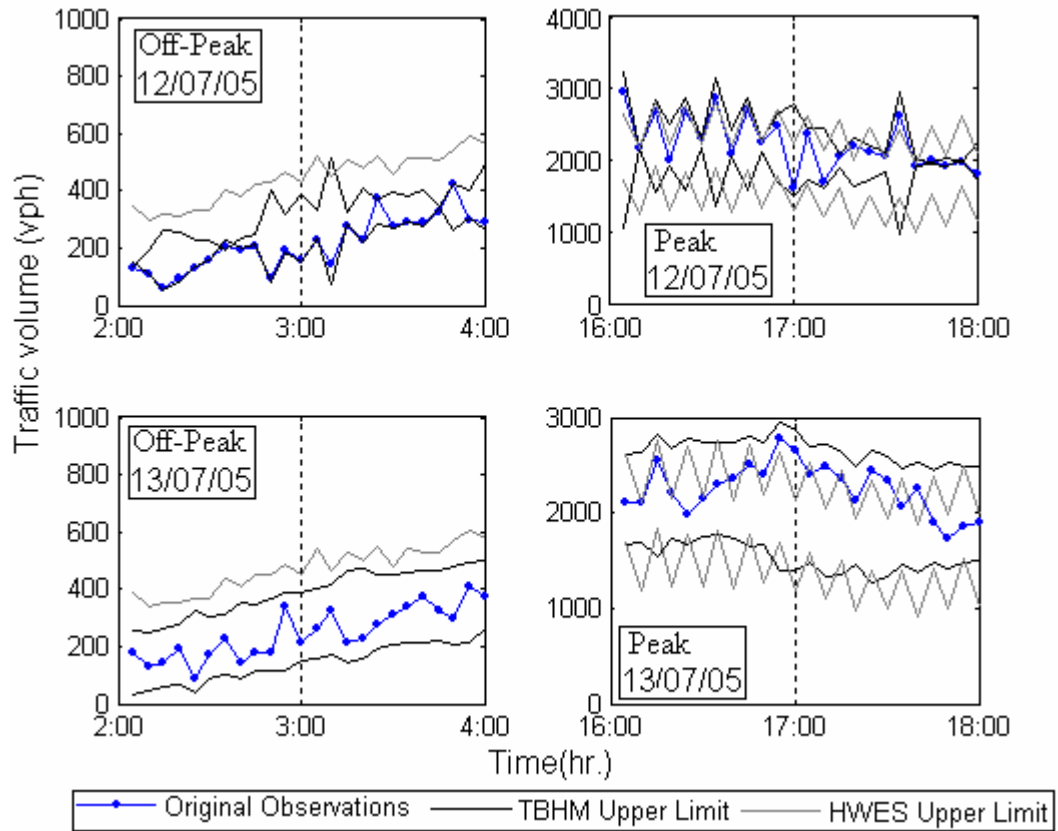 Traffic volume (vph)
1000
800
600
400
200
0
Off-Peak
12/07/05
2:00 3:00 4:00
4000
3000
2000
1000
0
Peak
12/07/05
16:00 17:00 18:00
1000
800
600
400
200
0
Off-Peak
13/07/05
2:00 3:00 4:00
3000
2000
1000
0
Peak
13/07/05
16:00 17:00 18:00
Time(hr.)
Original Observations TBHM Upper Limit HWES Upper Limit